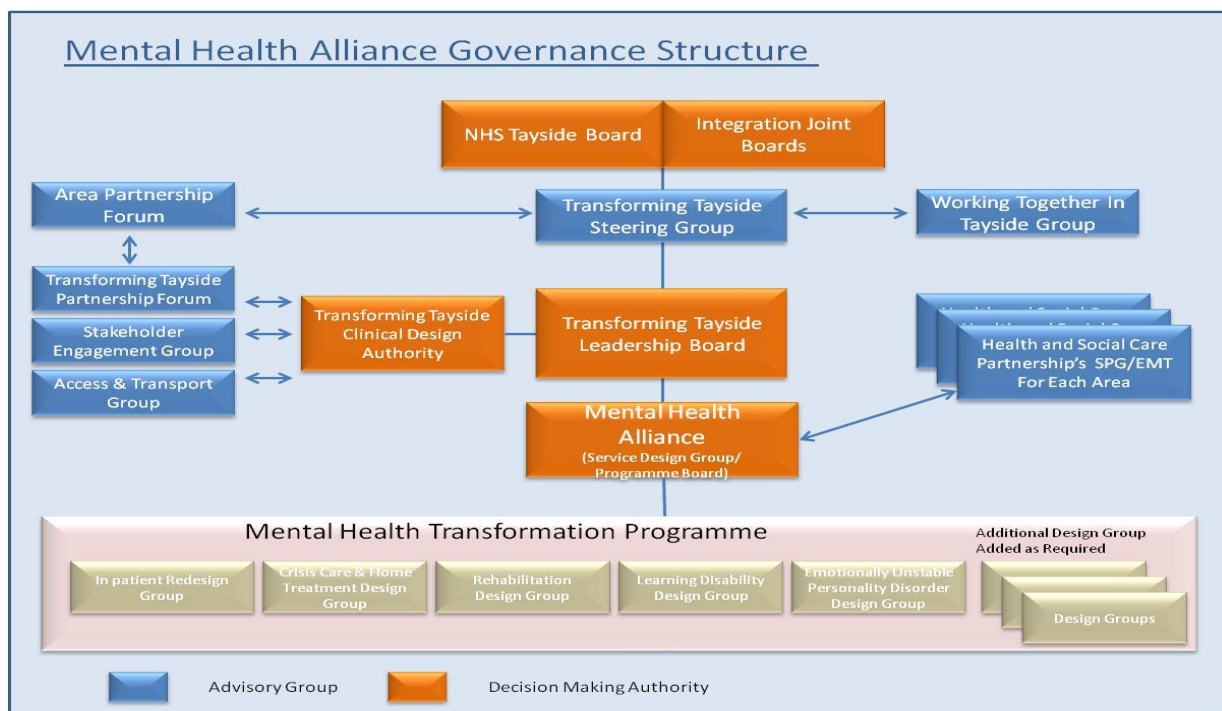 Mental Health Alliance Governance Structure
NHS Tayside Board
Integration Joint
Boards
Area Partnership
Forum
Transforming Tayside
Steering Group
Working Together In
Tayside Group
Transforming Tayside
Partnership Forum
Stakeholder
Engagement Group
Access & Transport
Group
Transforming Tayside
Clinical Design
Authority
Transforming Tayside
Leadership Board
Health and Social Care
Partnership's SPG/EMT
For Each Area
Mental Health
Alliance
(Service Design Group/
Programme Board)
Mental Health Transformation Programme
Additional Design Group
Added as Required
In patient Redesign
Group
Crisis Care & Home
Treatment Design
Group
Rehabilitation
Design Group
Learning Disability
Design Group
Emotionally Unstable
Personality Disorder
Design Group
Design Groups
Advisory Group
Decision Making Authority